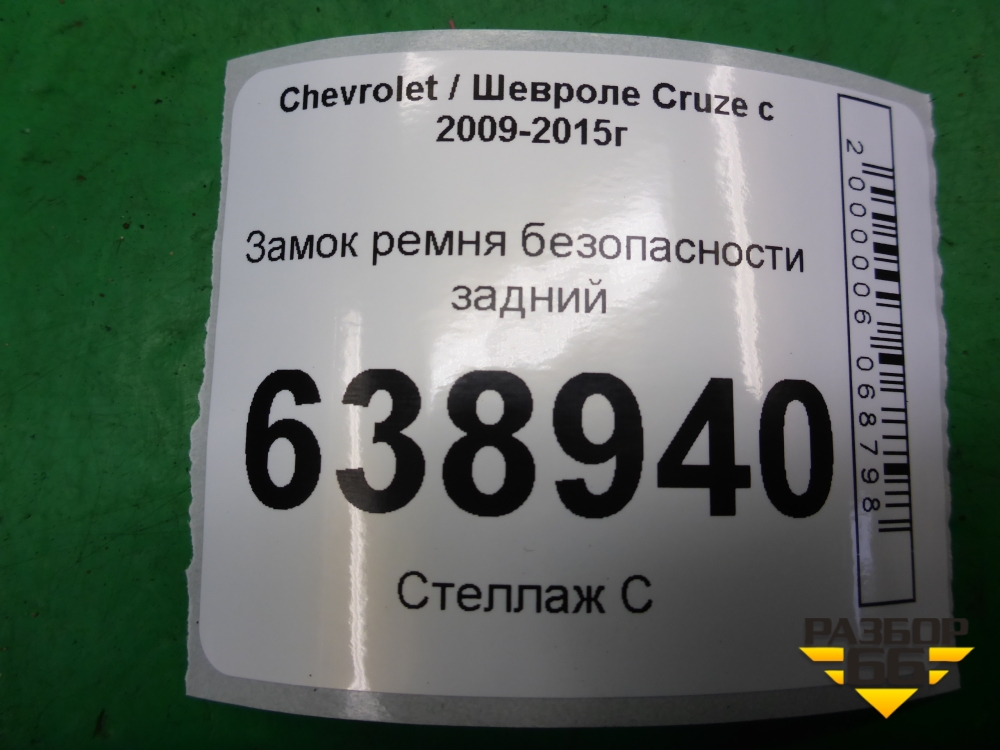 Chevrolet / Шевроле Cruze с
2009-2015г
Замок ремня безопасности
задний
638940
Стеллаж С
2000006068798
РАЗБОР
66